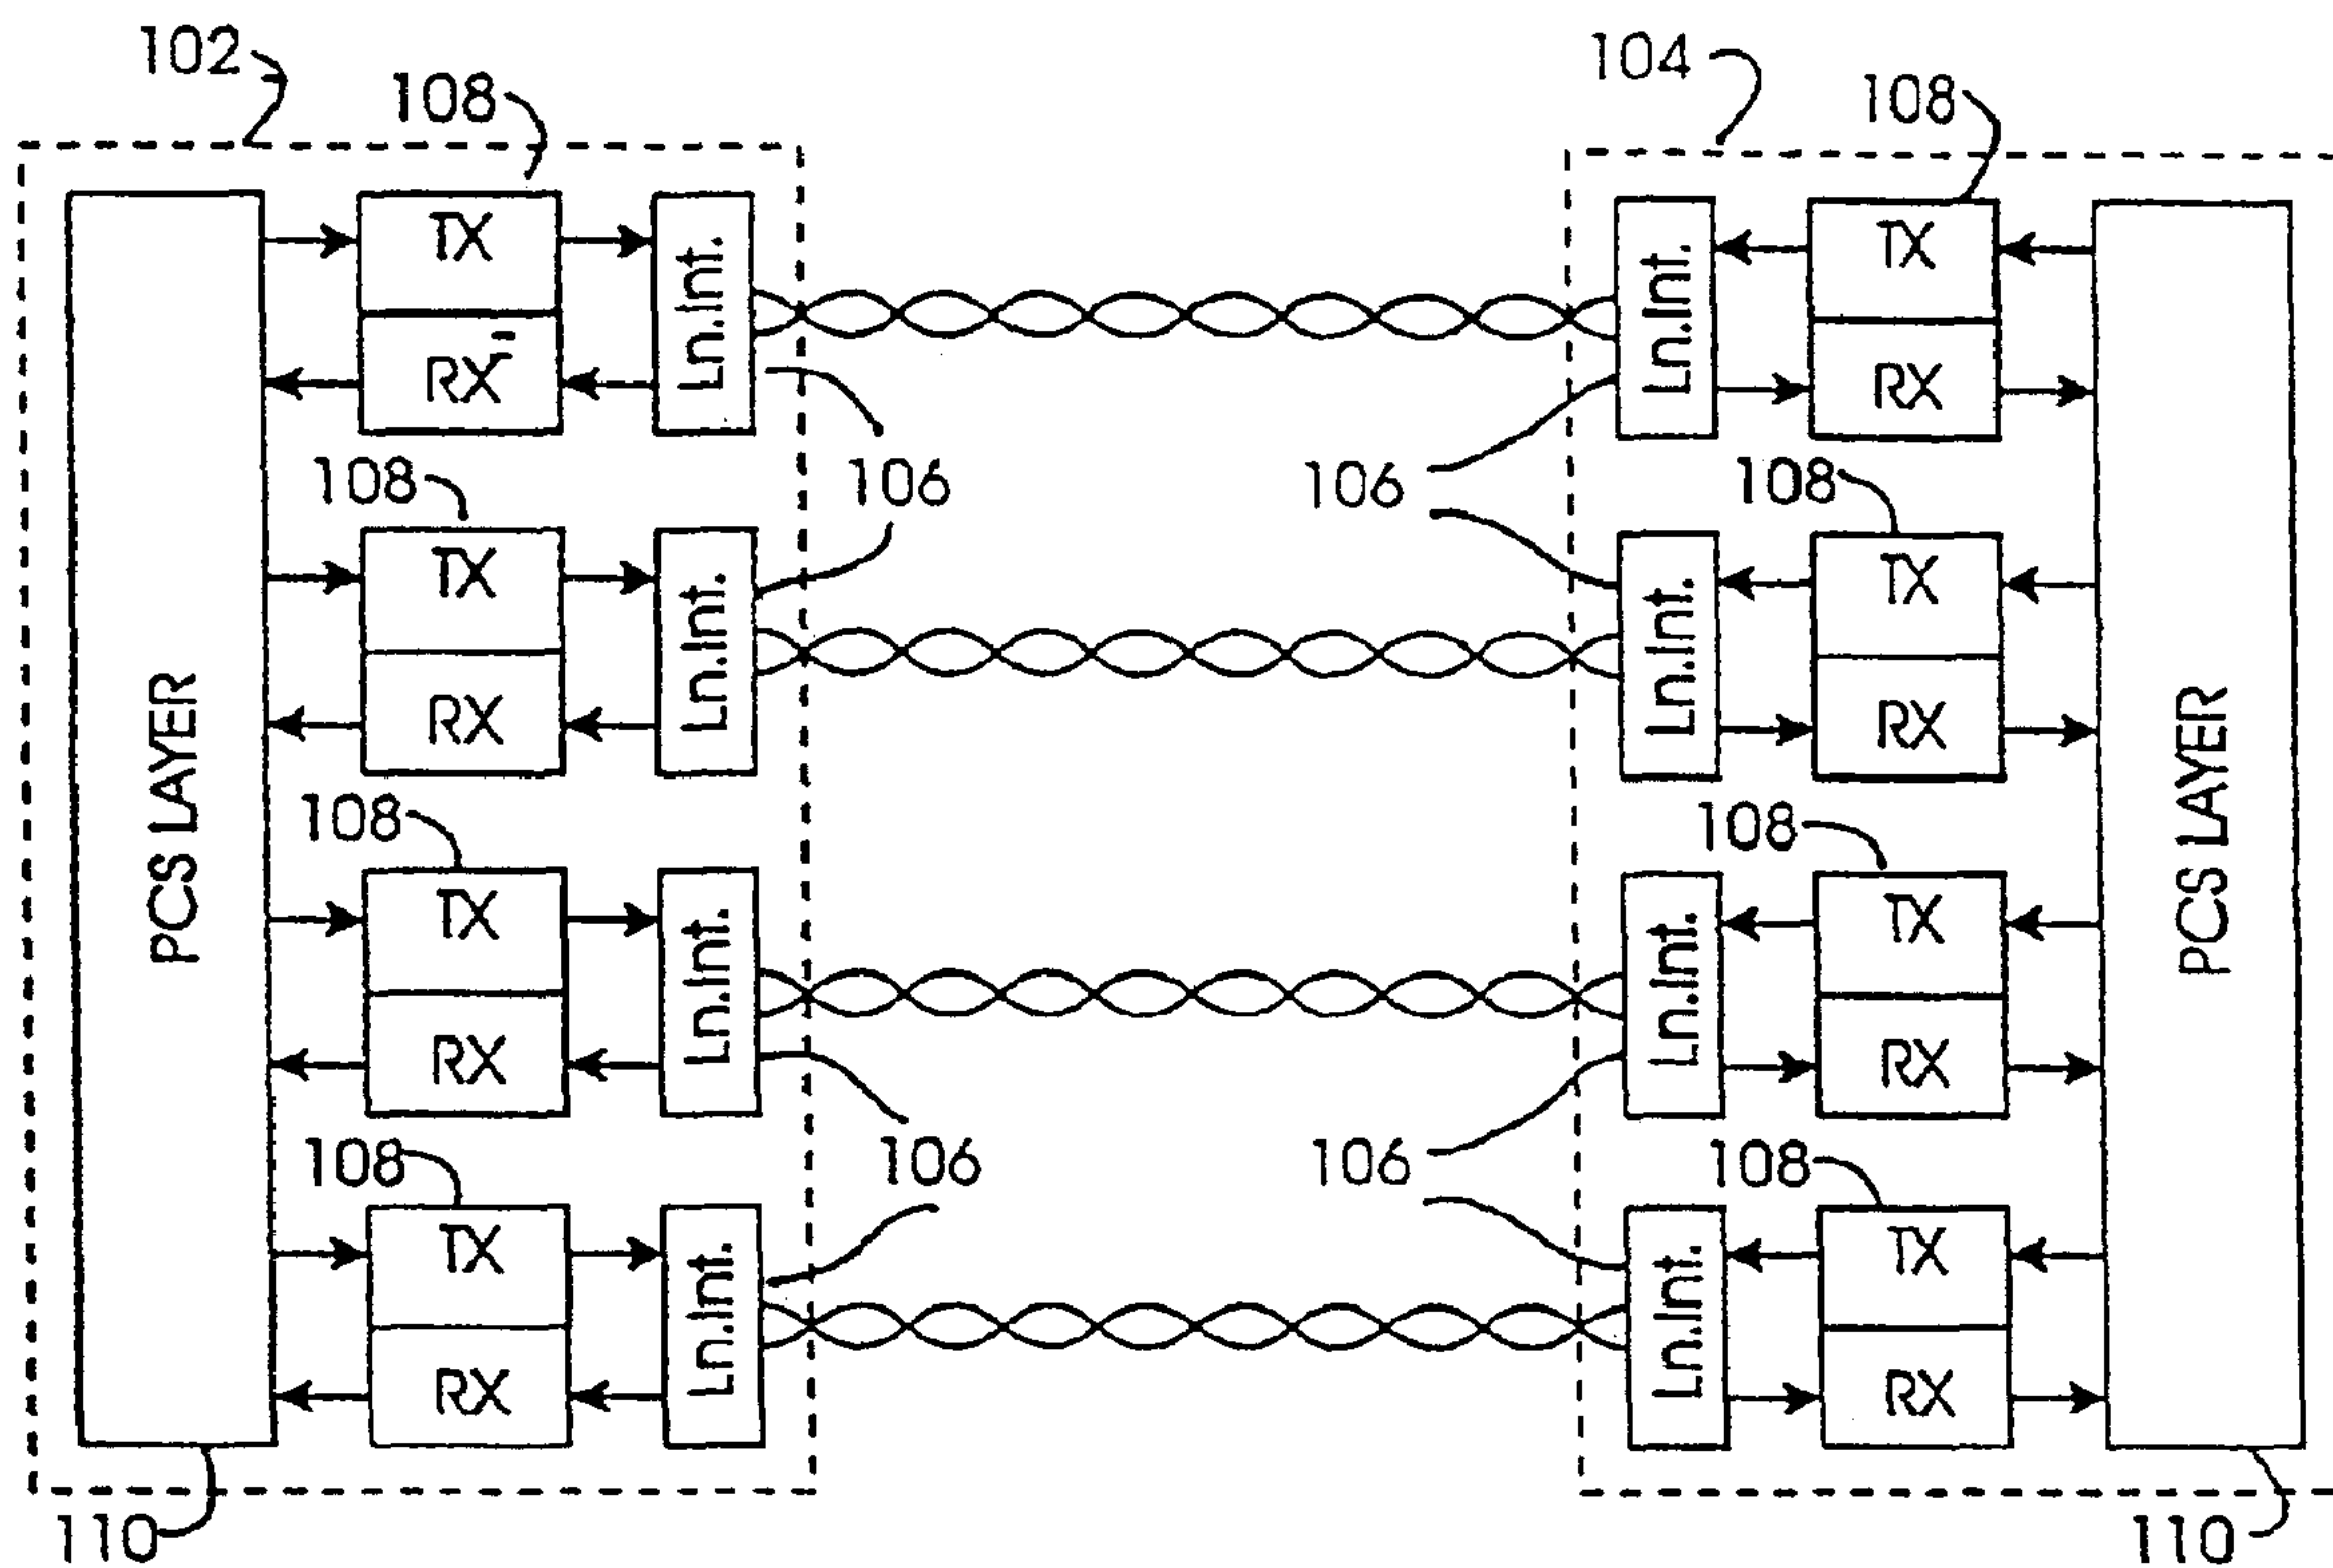 102
104
108
108
TX
RX
Ln.Int.
Ln.Int.
TX
RX
108
106
106
108
TX
RX
Ln.Int.
Ln.Int.
TX
RX
PCS LAYER
PCS LAYER
108
108
TX
RX
Ln.Int.
Ln.Int.
TX
RX
108
106
106
108
TX
RX
Ln.Int.
Ln.Int.
TX
RX
110
110